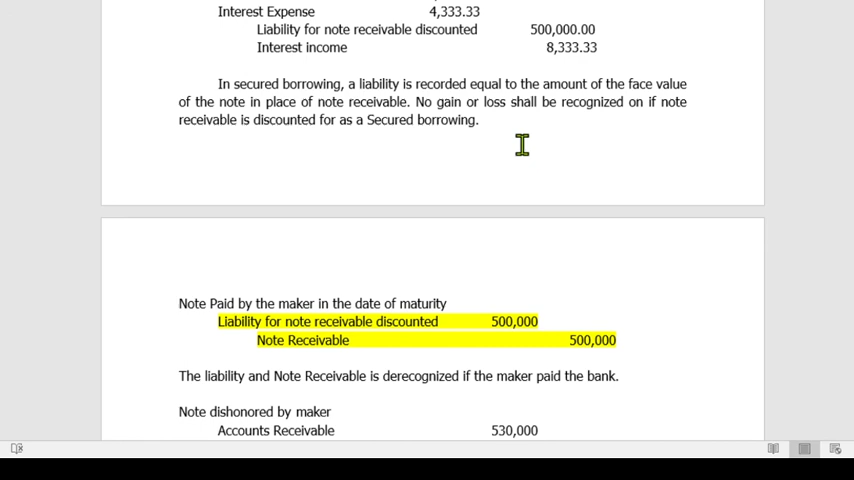 Interest Expense 4,333.33
Liability for note receivable discounted 500,000.00
Interest income 8,333.33
In secured borrowing, a liability is recorded equal to the amount of the face value
of the note in place of note receivable. No gain or loss shall be recognized on if note
receivable is discounted for as a Secured borrowing.
Note Paid by the maker in the date of maturity
Liability for note receivable discounted 500,000
Note Receivable 500,000
The liability and Note Receivable is derecognized if the maker paid the bank.
Note dishonored by maker
Accounts Receivable 530,000